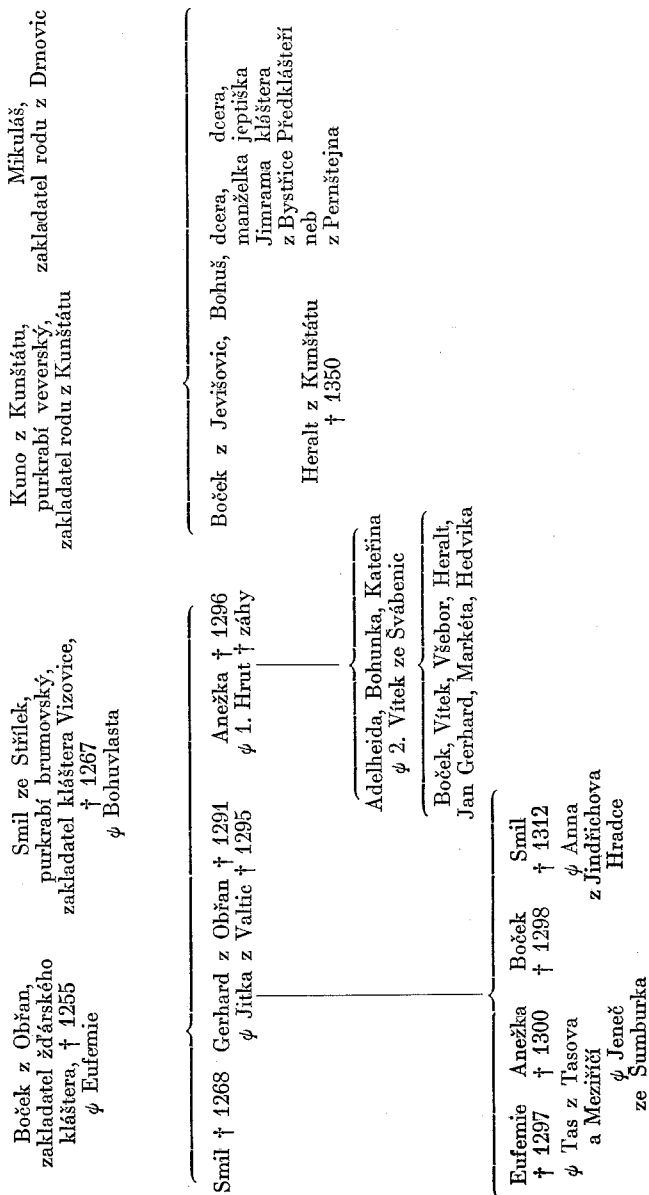 Boček z Obřan,
zakladatel žďárského
kláštera, † 1255
ψ Eufemie
Smil ze Střílek,
purkrabí brumovský,
zakladatel kláštera Vizovice,
† 1267
ψ Bohuvlasta
Kuno z Kunštátu,
purkrabí veverský,
zakladatel rodu z Kunštátu
Mikuláš,
zakladatel rodu z Drnovic
Smil † 1268
Gerhard z Obřan † 1291
ψ Jitka z Valtic † 1295
Anežka † 1296
ψ 1. Hrut † záhy
Boček z Jevišovic, Bohuš,
dcera,
manželka
Jimrama
z Bystřice
neb
z Pernštejna
dcera,
jeptiška
kláštera
Předklášteří
Heralt z Kunštátu
† 1350
Adelheida, Bohunka, Kateřina
ψ 2. Vítek ze Švábenic
Boček, Vítek, Všebor, Heralt,
Jan Gerhard, Markéta, Hedvika
Eufemie
† 1297
ψ Tas z Tasova
a Meziříčí
Anežka
† 1300
ψ Jeneč
ze Šumburka
Boček
† 1298
Smil
† 1312
ψ Anna
z Jindřichova
Hradce